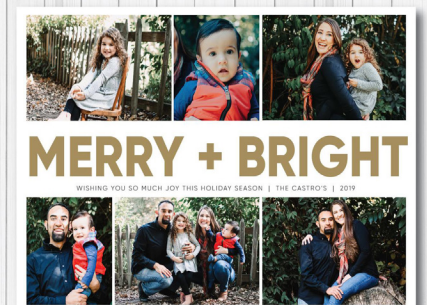 MERRY + BRIGHT
WISHING YOU SO MUCH JOY THIS HOLIDAY SEASON | THE CASTRO'S | 2019